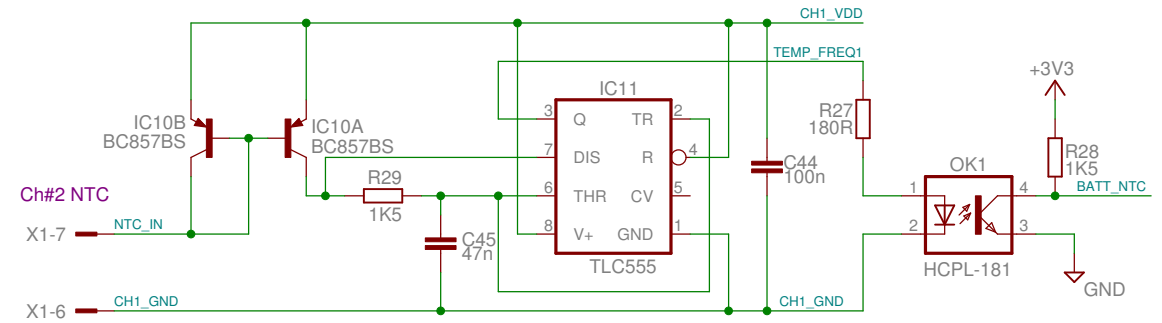 CH1_VDD
TEMP_FREQ1
+3V3
IC11
IC10B
BC857BS
IC10A
BC857BS
3
Q
TR
2
R27
180R
7
DIS
R
4
C44
100n
R28
1K5
OK1
R29
1K5
6
THR
CV
5
1
4
BATT_NTC
Ch#2 NTC
X1-7
NTC_IN
C45
47n
8
V+
GND
1
2
3
TLC555
HCPL-181
GND
X1-6
CH1_GND
CH1_GND